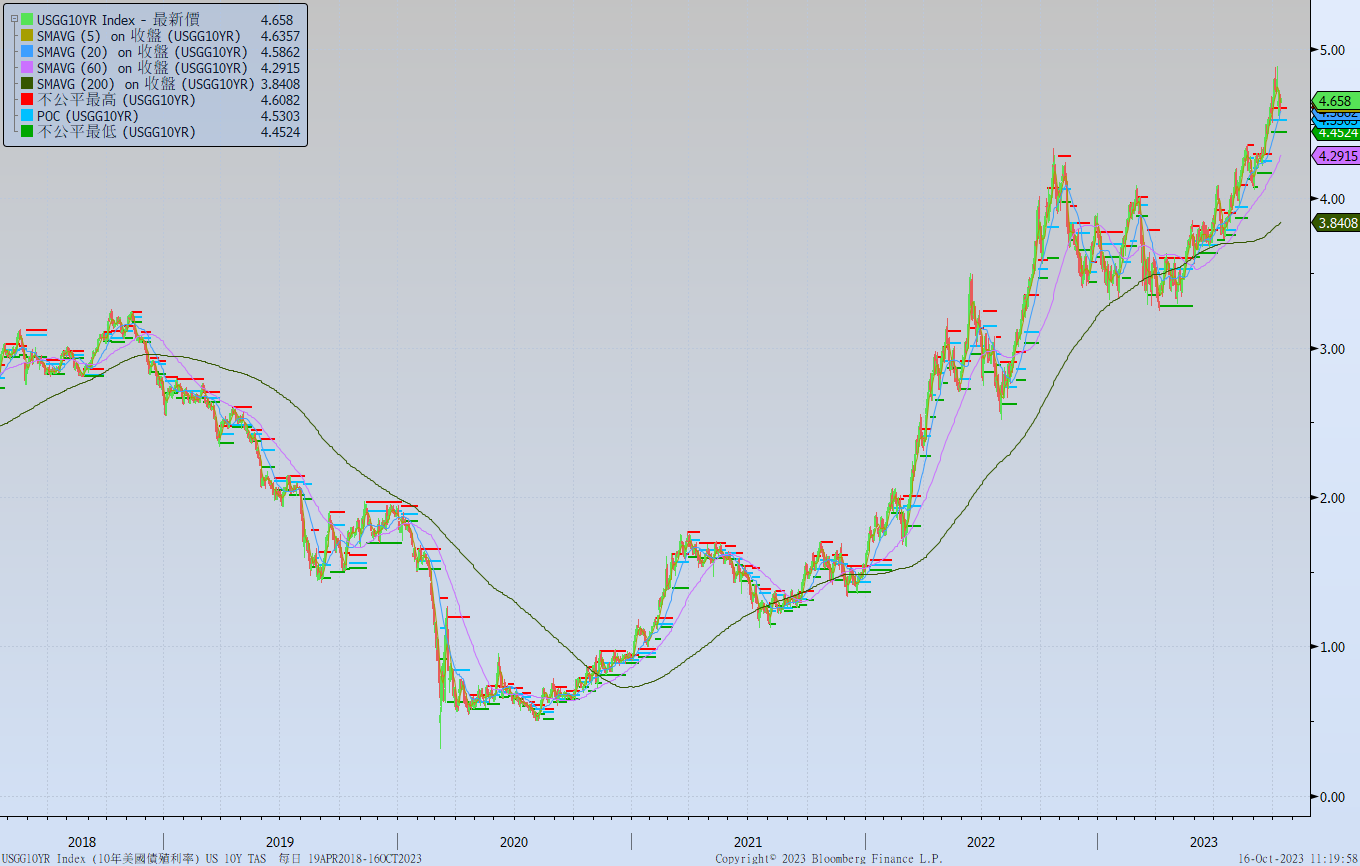 USGG10YR Index - 最新價 4.658
SMAVG (5) on 收盤 (USGG10YR) 4.6357
SMAVG (20) on 收盤 (USGG10YR) 4.5862
SMAVG (60) on 收盤 (USGG10YR) 4.2915
SMAVG (200) on 收盤 (USGG10YR) 3.8408
不公平最高 (USGG10YR) 4.6082
POC (USGG10YR) 4.5303
不公平最低 (USGG10YR) 4.4524
5.00
4.658
4.4524
4.2915
4.00
3.8408
3.00
2.00
1.00
0.00
2018 2019 2020 2021 2022 2023
USGG10YR Index (10年美國債殖利率) US 10Y TAS 每日 19APR2018-16OCT2023 Copyright© 2023 Bloomberg Finance L.P. 16-Oct-2023 11:19:58